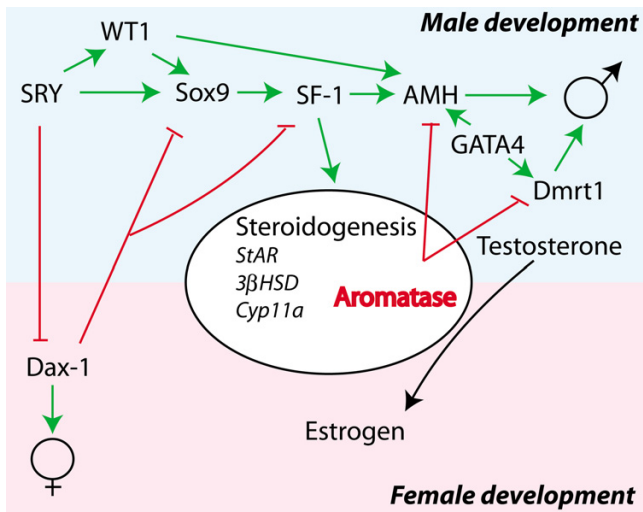 Male development
WT1
SRY
Sox9
SF-1
AMH
GATA4
Dmrt1
Steroidogenesis
StAR
3βHSD
Cyp11a
Aromatase
Testosterone
Dax-1
Estrogen
Female development